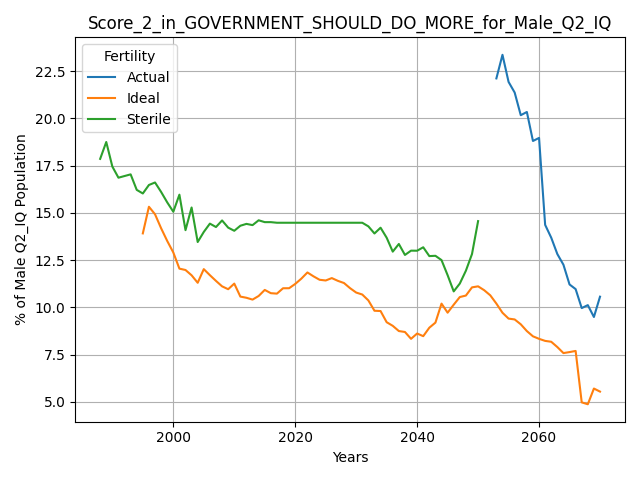 Score_2_in_GOVERNMENT_SHOULD_DO_MORE_for_Male_Q2_IQ
Fertility
Actual
Ideal
Sterile
22.5
20.0
17.5
15.0
12.5
10.0
7.5
5.0
% of Male Q2_IQ Population
2000
2020
2040
2060
Years